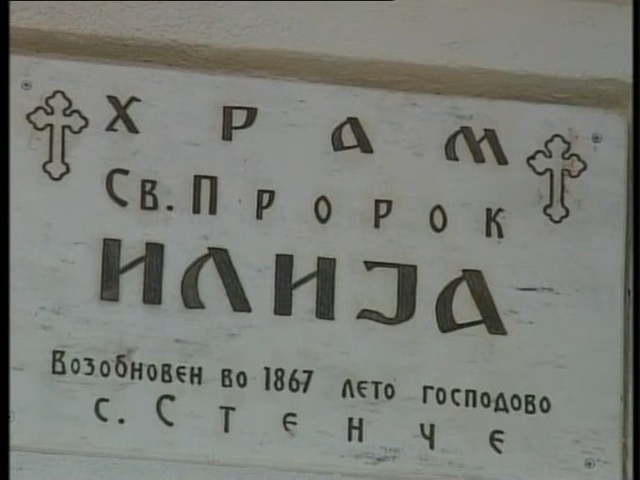 ХРАМ
Св. Пророк
ИЛИЈА
Возобновен во 1867 лето господово
с. Стенче